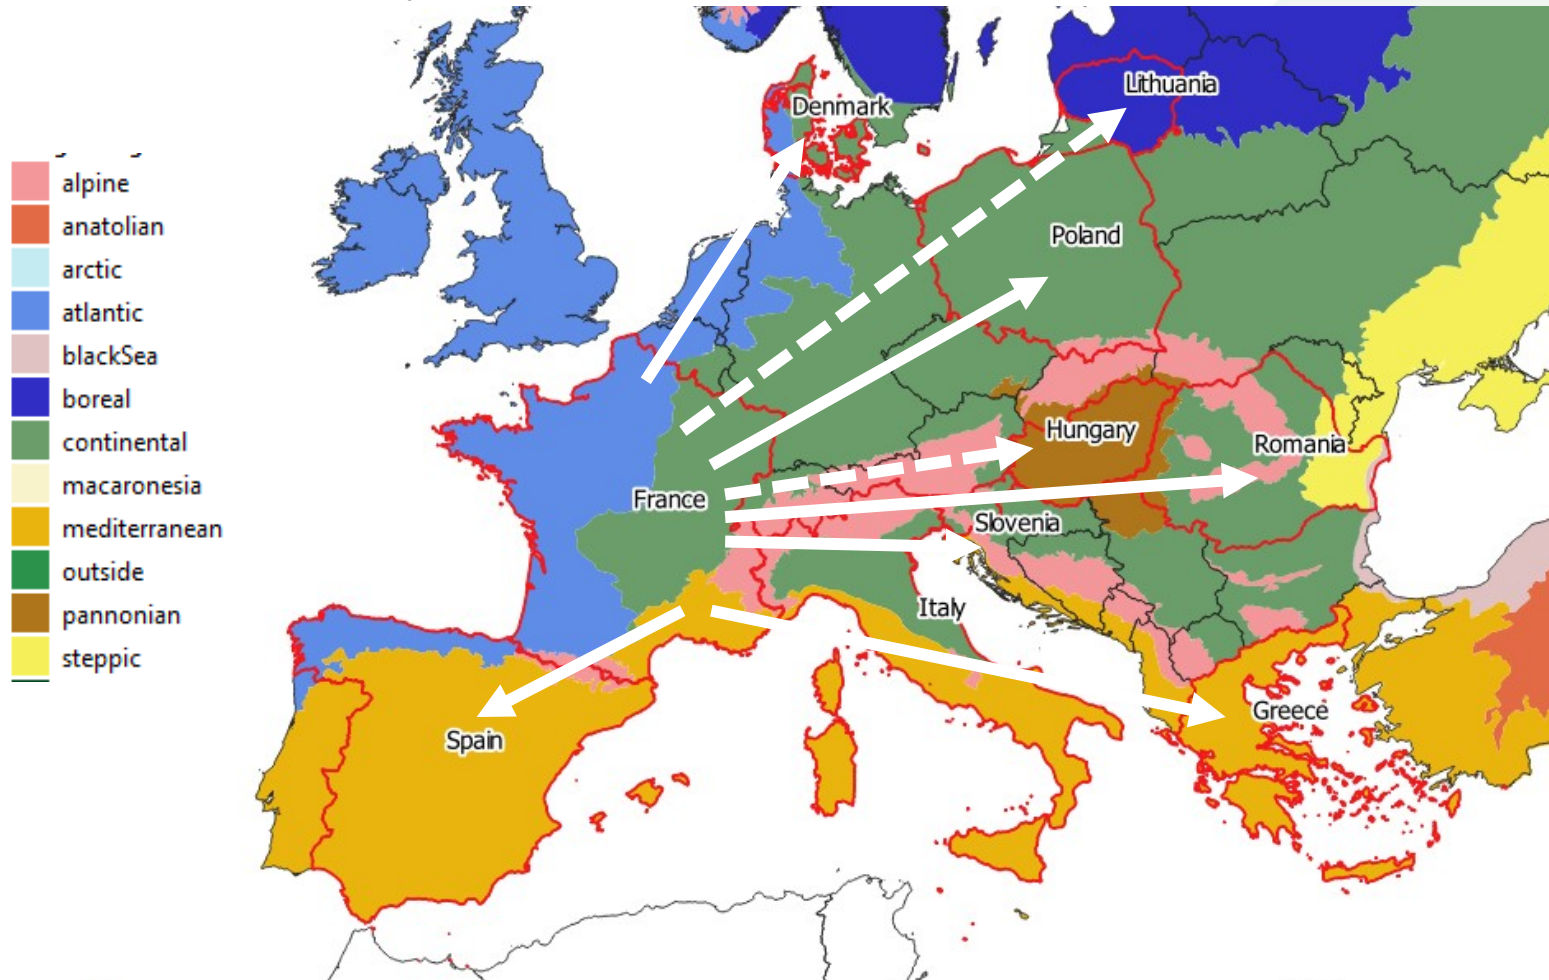 alpine
anatolian
arctic
atlantic
blackSea
boreal
continental
macaronesia
mediterranean
outside
pannonian
steppic
Denmark
Lithuania
Poland
Hungary
Romania
France
Slovenia
Italy
Greece
Spain